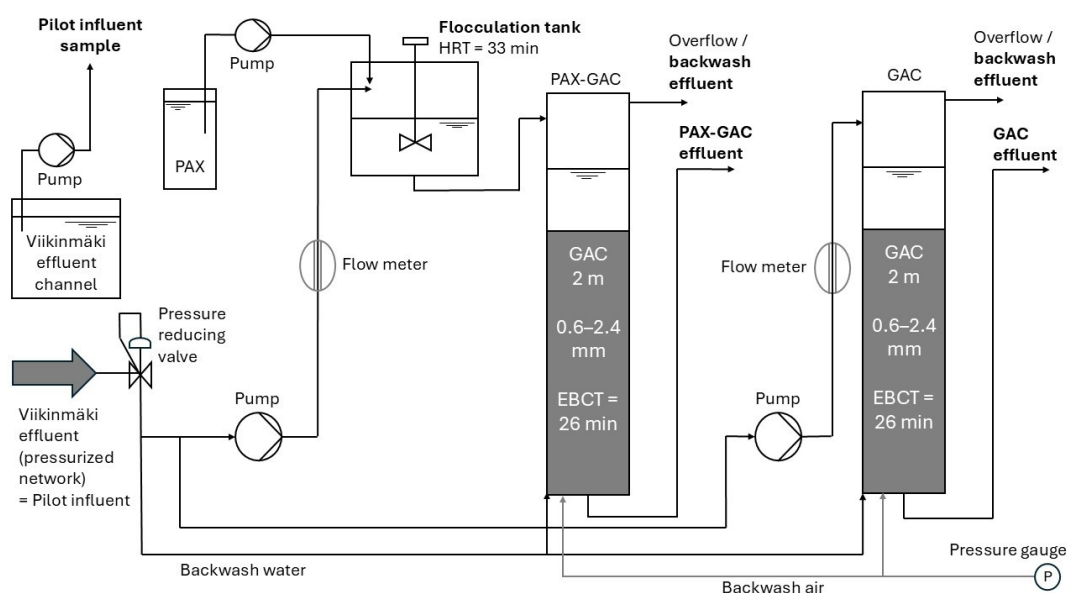 Pilot influent
sample
Pump
Viikinmäki
effluent
channel
Pump
PAX
Flocculation tank
HRT = 33 min
PAX-GAC
Overflow /
backwash
effluent
PAX-GAC
effluent
GAC
Overflow /
backwash
effluent
GAC
effluent
Flow meter
GAC
2 m
0.6–2.4
mm
EBCT =
26 min
Flow meter
GAC
2 m
0.6–2.4
mm
EBCT =
26 min
Pressure
reducing
valve
Viikinmäki
effluent
(pressurized
network)
= Pilot influent
Pump
Pump
Backwash water
Backwash air
Pressure gauge
P